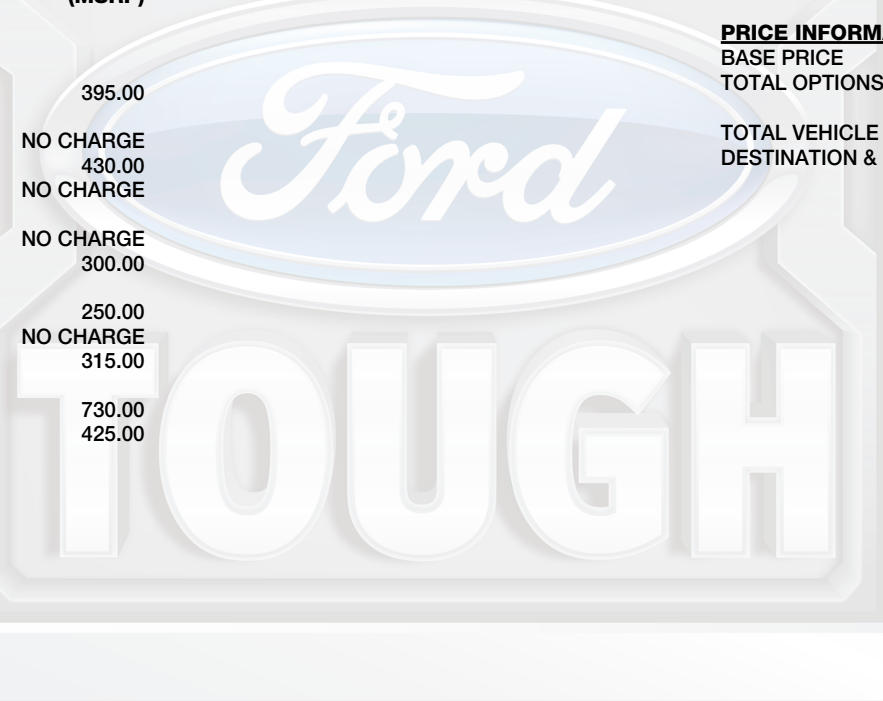 (MSRP)
395.00
NO CHARGE
430.00
NO CHARGE
NO CHARGE
300.00
250.00
NO CHARGE
315.00
730.00
425.00
PRICE INFORMA
BASE PRICE
TOTAL OPTIONS
TOTAL VEHICLE
DESTINATION &
Ford
TOUGH